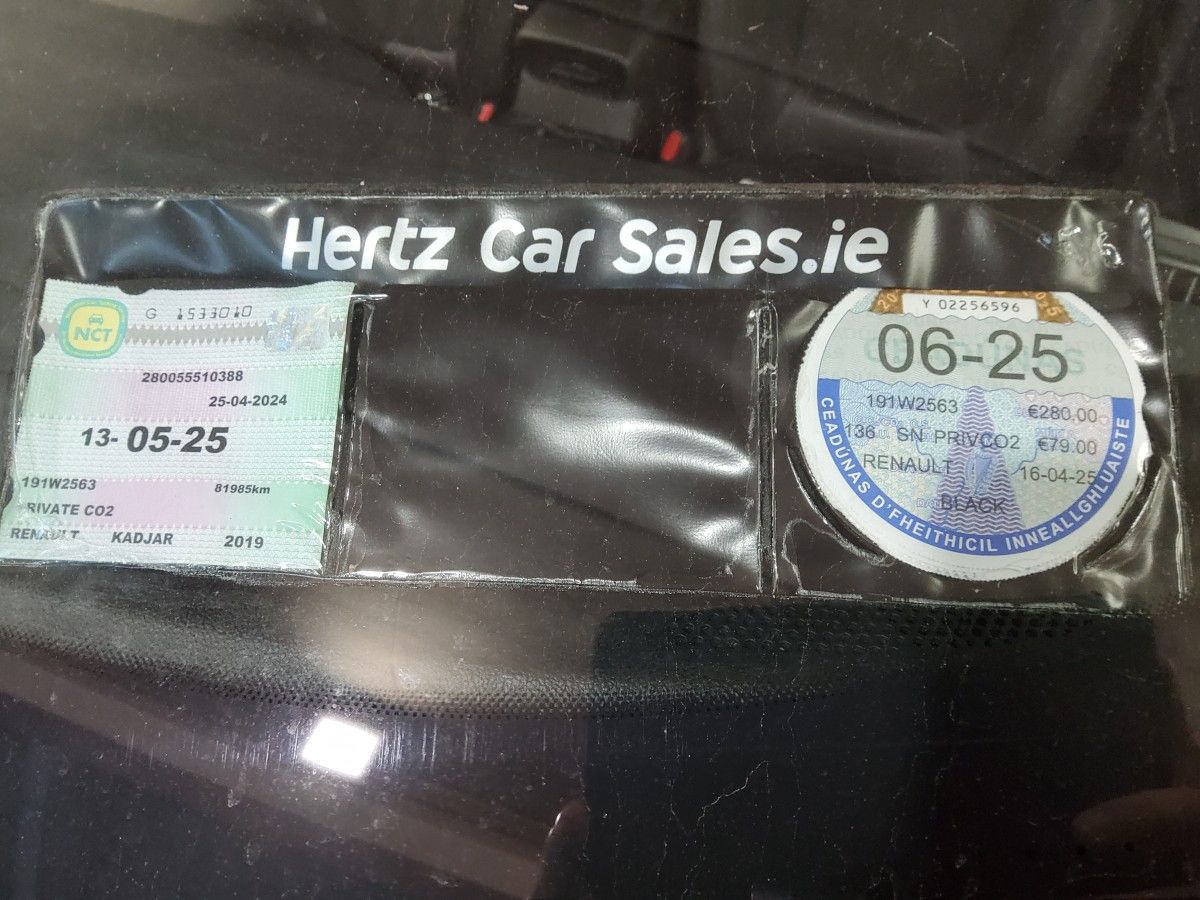 Hertz Car Sales.ie
NCT
G 1533010
280055510388
25-04-2024
13- 05-25
191W2563 81985km
RIVATE CO2
RENAULT KADJAR 2019
Y 02256596
06-25
191W2563 €280.00
136 SN PRIVCO2 €79.00
RENAULT 16-04-25
BLACK
CEADÚNAS D'FHEITHICIL INNEALLGHLUAISTE